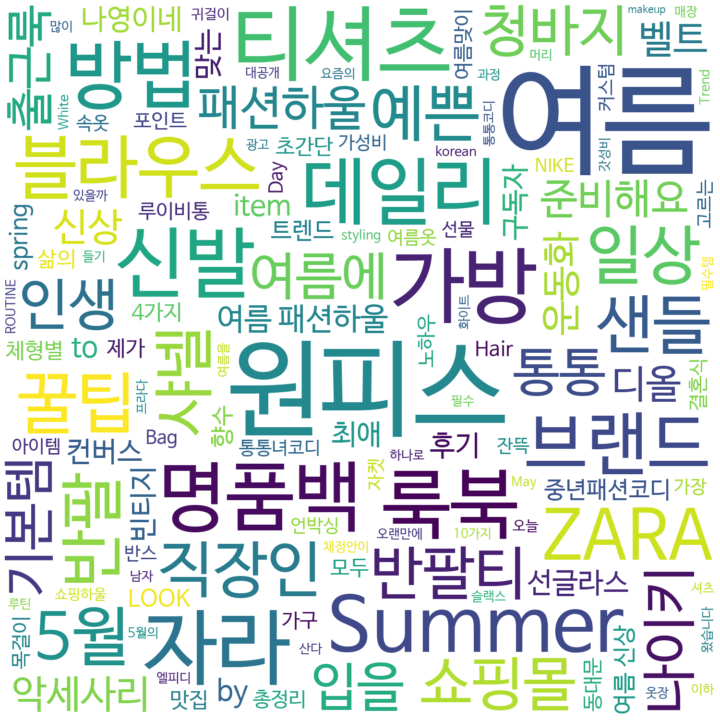 많이
나영이네
귀걸이
티셔츠
여름맞이
청바지
makeup
매장
벨트
출근룩
방법
맞는
대공개
요즘의
과정
머리
커스텀
Trend
White
속옷
패션하울
포인트
예쁜
통통코디
갓성비
여름
블라우스
광고
초간단
가성비
korean
Day
데일리
구독자
NIKE
준비해요
고르는
있을까
루이비통
item
트렌드
spring
신상
신발
styling
여름옷
선물
삶의
들기
여름에
가방
운동화
일상
필수템
ROUTINE
인생
4가지
여름 패션하울
노하우
화이트
샌들
체형별
to
제가
샤넬
여름을
원피스
Hair
통통
디올
결혼식
꿀팁
프라다
향수
필수
최애
브랜드
아이템
컨버스
Bag
통통녀코디
하나로
후기
잔뜩
기본템
반팔
빈티지
명품백
룩북
자켓
May
중년패션코디
가장
언박싱
오랜만에
오늘
10가지
ZARA
반스
직장인
채정안이
모두
반팔티
선글라스
남자
쇼핑하울
LOOK
가구
슬랙스
셔츠
루틴
목걸이
5월
5월의
자라
산다
Summer
동대문
여름 신상
나이키
왔습니다
엘피디
악세사리
맛집
by
총정리
입을
쇼핑몰
옷장
이하